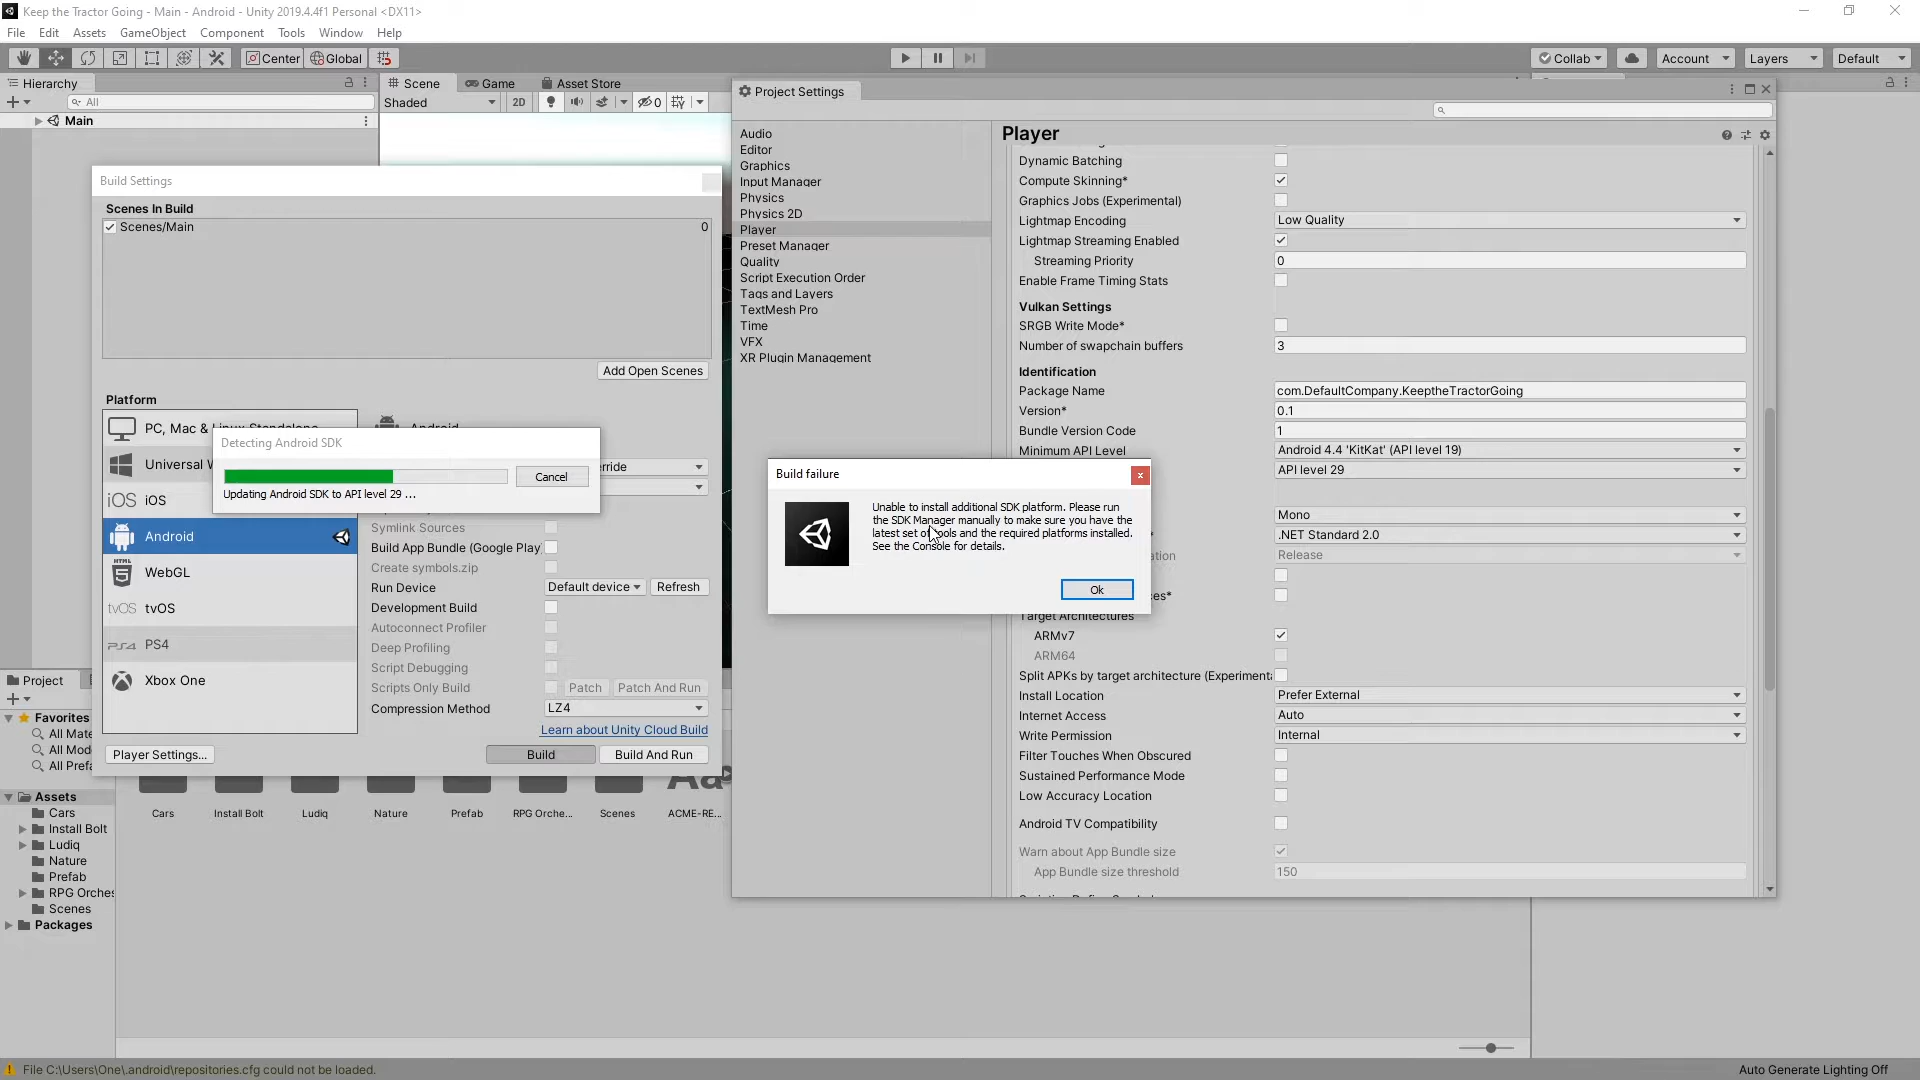 Keep the Tractor Going - Main - Android - Unity 2019.4.4f1 Personal <DX11>
File Edit Assets GameObject Component Tools Window Help
Center Global Collab Account Layers Default
Hierarchy
All
Main
Scene Game Asset Store
Shaded 2D 0
Build Settings
Scenes In Build
Scenes/Main 0
Add Open Scenes
Platform
PC, Mac & Linux Standalone
Universal W
iOS iOS
Android
HTML WebGL
tvOS tvOS
PS4
Xbox One
Android
rride
Symlink Sources
Build App Bundle (Google Play
Create symbols.zip
Run Device Default device Refresh
Development Build
Autoconnect Profiler
Deep Profiling
Script Debugging
Scripts Only Build Patch Patch And Run
Compression Method LZ4
Learn about Unity Cloud Build
Player Settings... Build Build And Run
Detecting Android SDK
Cancel
Updating Android SDK to API level 29 ...
Project Settings
Audio
Editor
Graphics
Input Manager
Physics
Physics 2D
Player
Preset Manager
Quality
Script Execution Order
Tags and Layers
TextMesh Pro
Time
VFX
XR Plugin Management
Player
Dynamic Batching
Compute Skinning*
Graphics Jobs (Experimental)
Lightmap Encoding Low Quality
Lightmap Streaming Enabled
Streaming Priority 0
Enable Frame Timing Stats
Vulkan Settings
SRGB Write Mode*
Number of swapchain buffers 3
Identification
Package Name com.DefaultCompany.KeeptheTractorGoing
Version* 0.1
Bundle Version Code 1
Minimum API Level Android 4.4 'KitKat' (API level 19)
API level 29
Mono
.NET Standard 2.0
ation Release
ces*
Target Architectures
ARMv7
ARM64
Split APKs by target architecture (Experimenta
Install Location Prefer External
Internet Access Auto
Write Permission Internal
Filter Touches When Obscured
Sustained Performance Mode
Low Accuracy Location
Android TV Compatibility
Warn about App Bundle size
App Bundle size threshold 150
Build failure
x
Unable to install additional SDK platform. Please run
the SDK Manager manually to make sure you have the
latest set of tools and the required platforms installed.
See the Console for details.
Ok
Project
Favorites
All Mate
All Mode
All Prefa
Assets
Cars
Install Bolt
Ludiq
Nature
Prefab
RPG Orches
Scenes
Packages
Aa
Cars Install Bolt Ludiq Nature Prefab RPG Orche... Scenes ACME-RE...
File C:\Users\One\.android\repositories.cfg could not be loaded. Auto Generate Lighting Off